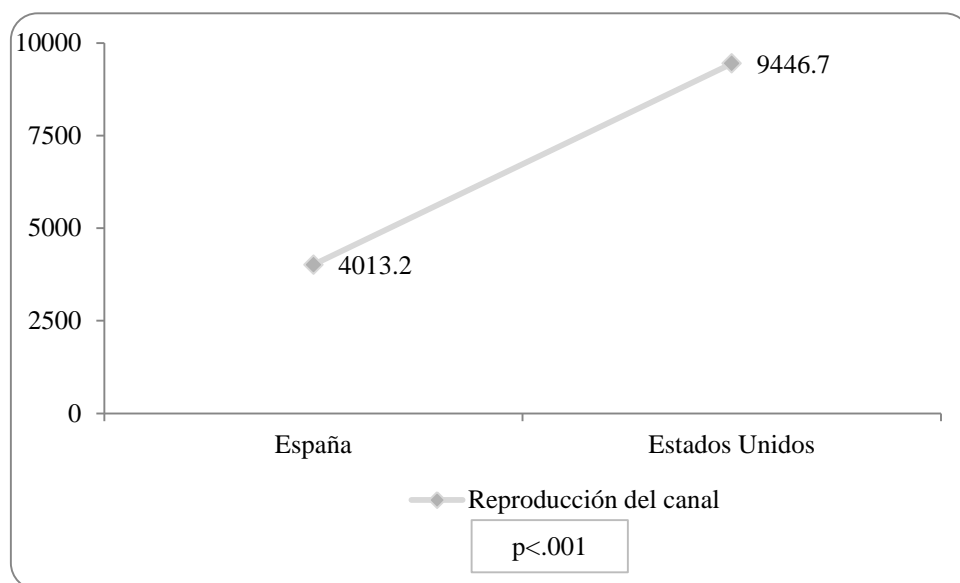 10000
9446.7
7500
5000
4013.2
2500
0
España
Estados Unidos
Reproducción del canal
p<.001